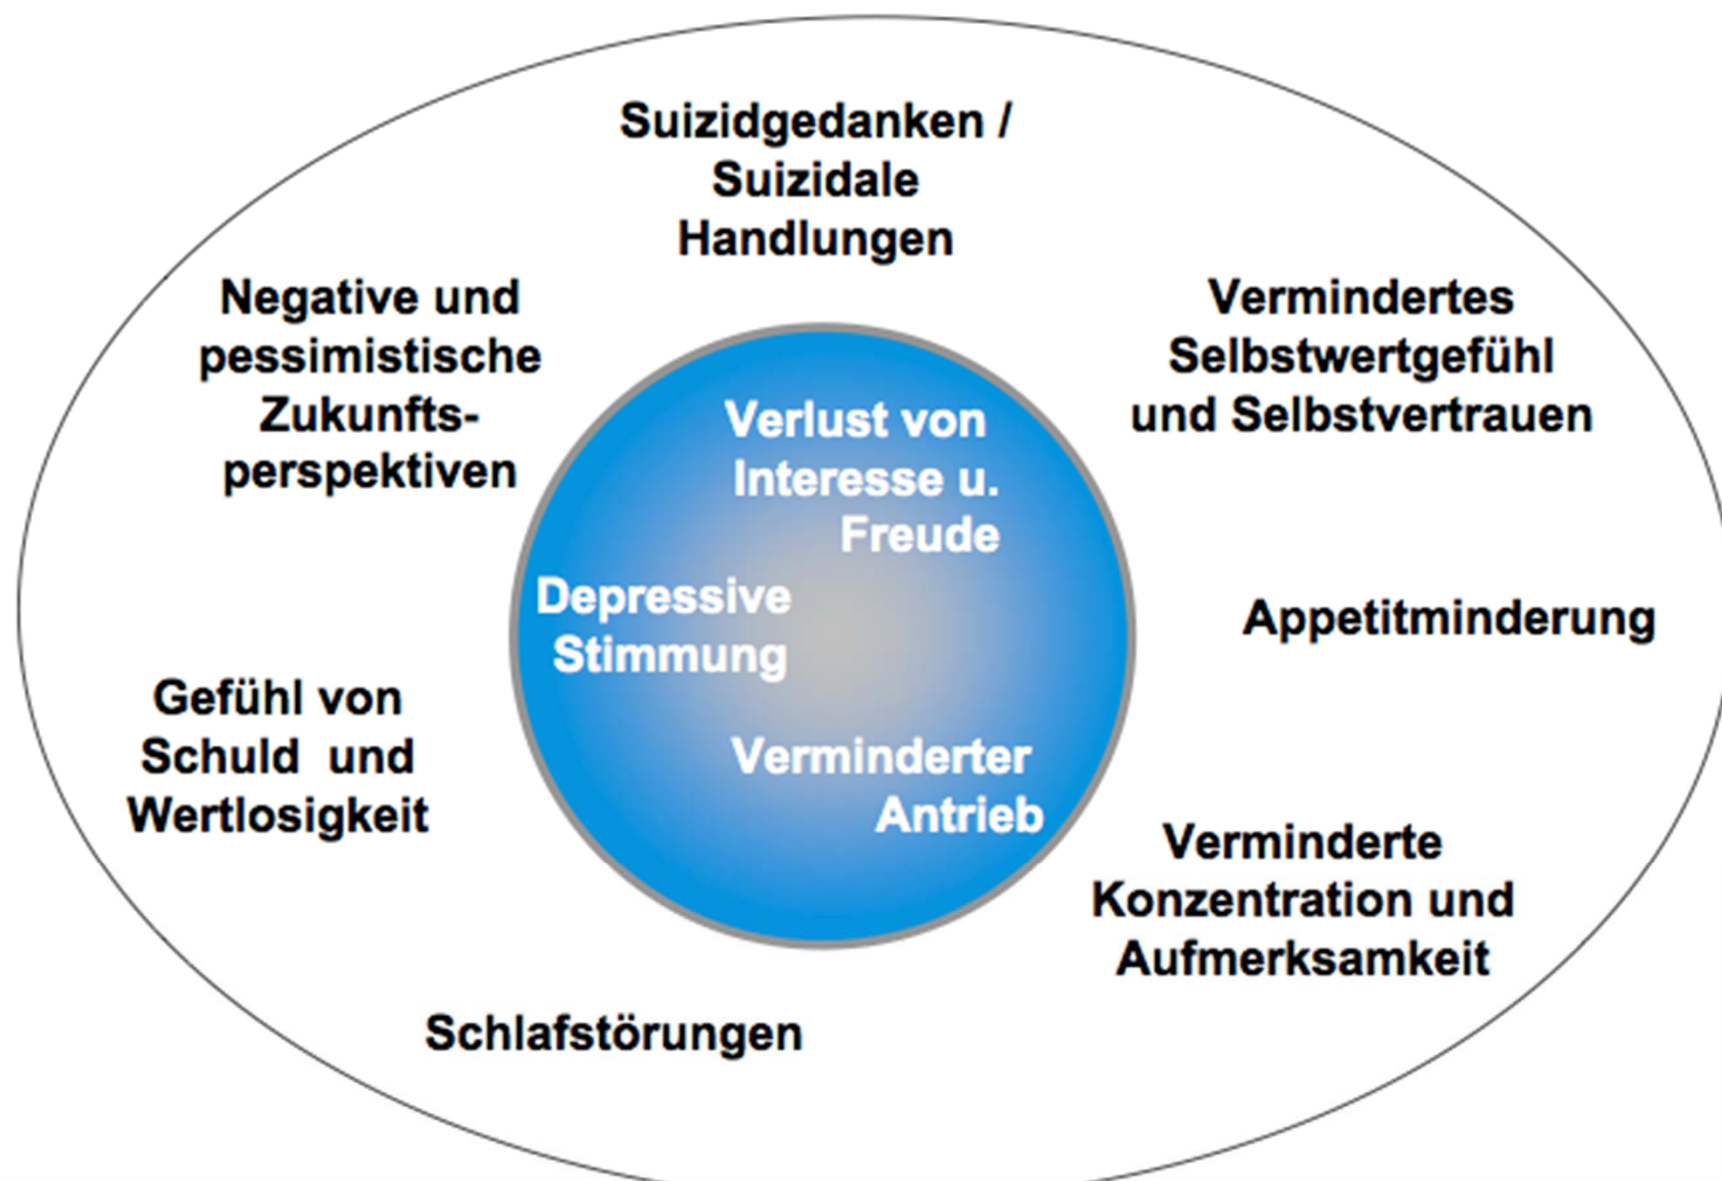 Suizidgedanken /
Suizidale
Handlungen
Negative und
pessimistische
Zukunfts-
perspektiven
Vermindertes
Selbstwertgefühl
und Selbstvertrauen
Verlust von
Interesse u.
Freude
Depressive
Stimmung
Verminderter
Antrieb
Appetitminderung
Gefühl von
Schuld und
Wertlosigkeit
Verminderte
Konzentration und
Aufmerksamkeit
Schlafstörungen